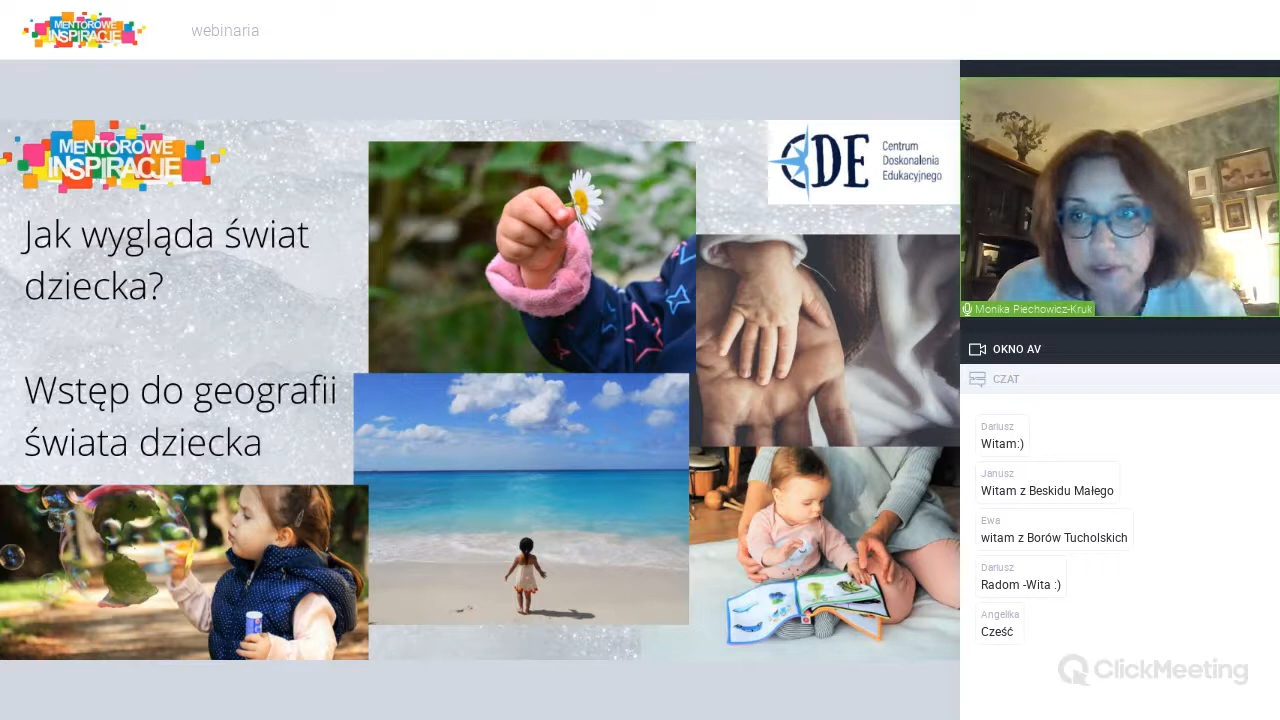 MENTOROWE
INSPIRACJE
webinaria
MENTOROWE
INSPIRACJE
Jak wygląda świat
dziecka?
Wstęp do geografii
świata dziecka
CDE
Centrum
Doskonalenia
Edukacyjnego
Monika Piechowicz-Kruk
OKNO AV
CZAT
Dariusz
Witam:)
Janusz
Witam z Beskidu Małego
Ewa
witam z Borów Tucholskich
Dariusz
Radom -Wita :)
Angelika
Cześć
ClickMeeting